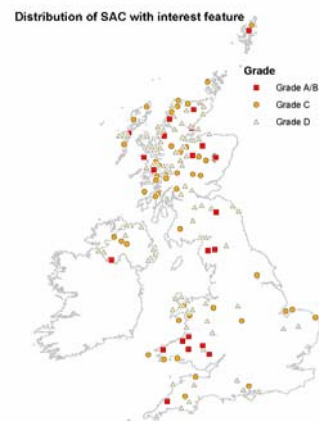 Distribution of SAC with interest feature
Grade
Grade A/B
Grade C
Grade D